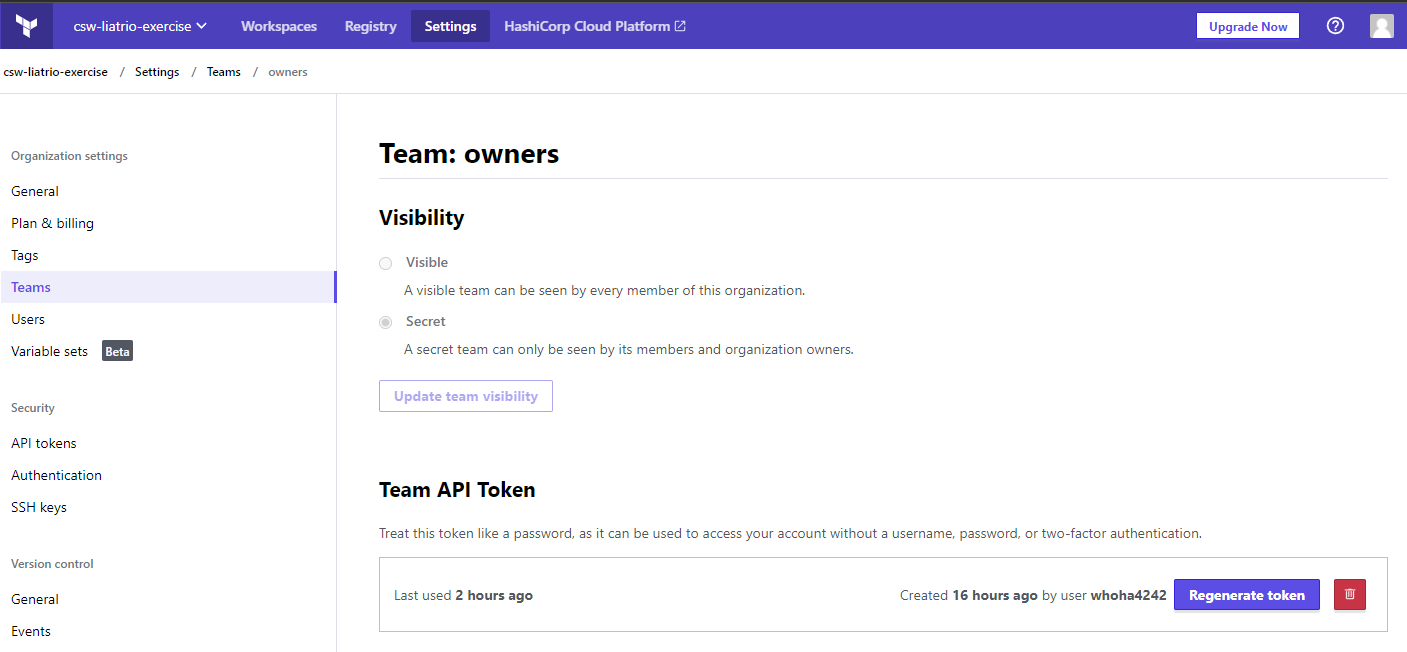 csw-liatrio-exercise Workspaces Registry Settings HashiCorp Cloud Platform Upgrade Now
csw-liatrio-exercise / Settings / Teams / owners
Organization settings
General
Plan & billing
Tags
Teams
Users
Variable sets Beta
Security
API tokens
Authentication
SSH keys
Version control
General
Events
Team: owners
Visibility
Visible
A visible team can be seen by every member of this organization.
Secret
A secret team can only be seen by its members and organization owners.
Update team visibility
Team API Token
Treat this token like a password, as it can be used to access your account without a username, password, or two-factor authentication.
Last used 2 hours ago Created 16 hours ago by user whoha4242 Regenerate token